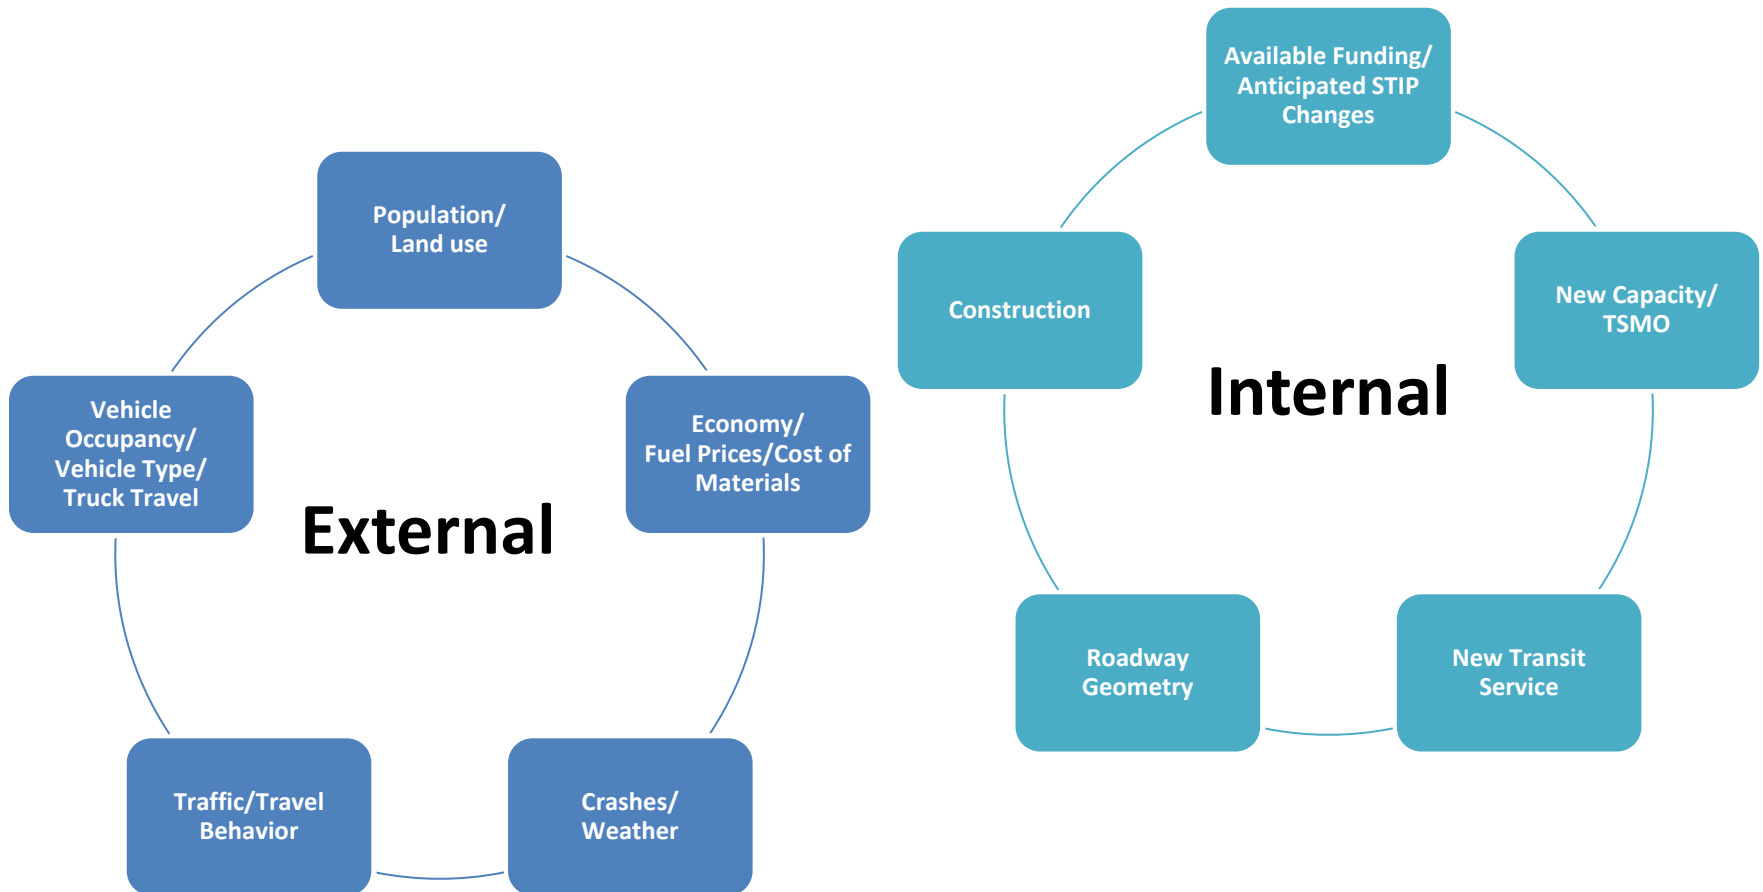 Population/
Land use
Economy/
Fuel Prices/Cost of
Materials
Crashes/
Weather
Traffic/Travel
Behavior
Vehicle
Occupancy/
Vehicle Type/
Truck Travel
External
Available Funding/
Anticipated STIP
Changes
New Capacity/
TSMO
New Transit
Service
Roadway
Geometry
Construction
Internal